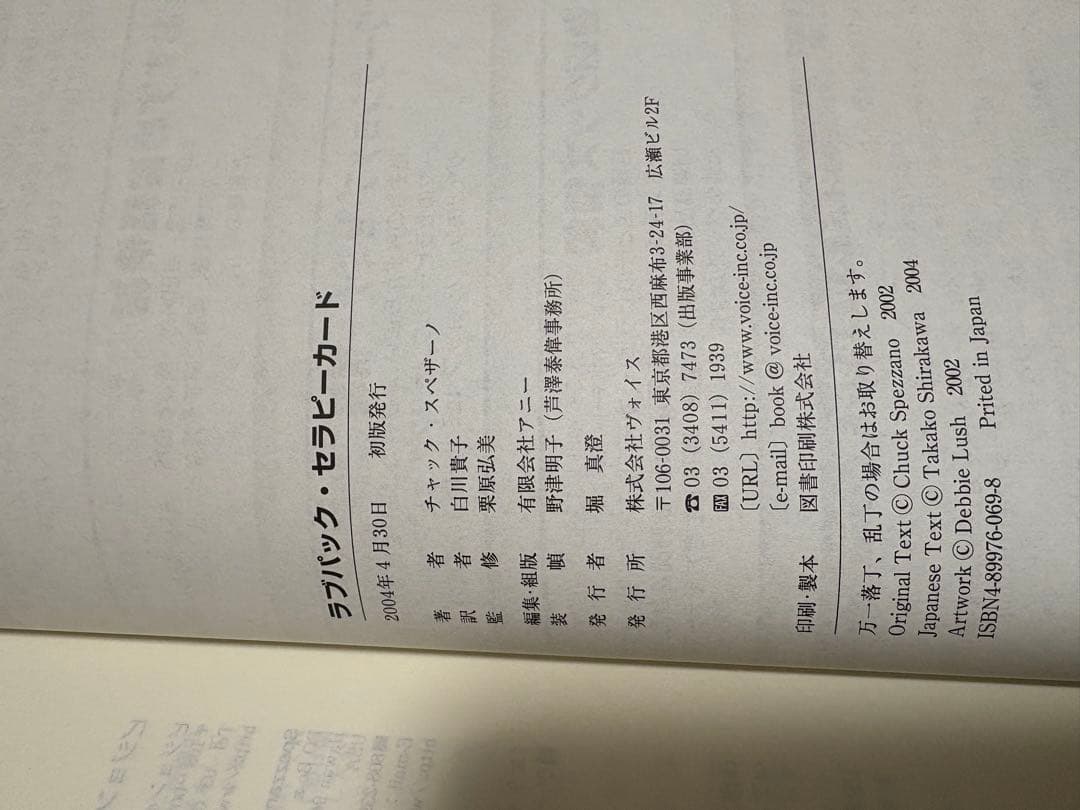 ラブパック・セラピーカード
2004年4月30日　初版発行
著　　者　チャック・スペザーノ
訳　　者　白川貴子
監　　修　栗原弘美
編集・組版　有限会社アニー
装　　幀　野津明子（芦澤泰偉事務所）
発 行 者　堀　真澄
発 行 所　株式会社ヴォイス
〒106-0031 東京都港区西麻布3-24-17　広瀬ビル2F
☎ 03（3408）7473（出版事業部）
FAX 03（5411）1939
〔URL〕http://www.voice-inc.co.jp/
〔e-mail〕book @ voice-inc.co.jp
印刷・製本　図書印刷株式会社
万一落丁、乱丁の場合はお取り替えします。
Original Text © Chuck Spezzano　2002
Japanese Text © Takako Shirakawa　2004
Artwork © Debbie Lush　2002
ISBN4-89976-069-8　　Prited in Japan